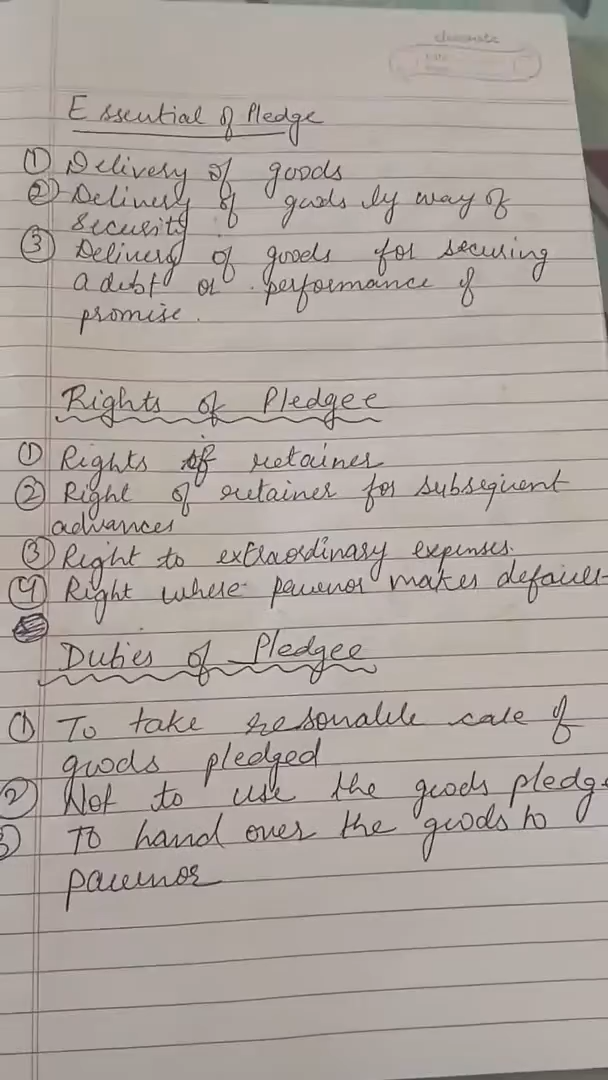 Essential of Pledge
① Delivery of goods
② Delivery of goods by way of
security
③ Delivery of goods for securing
a debt or performance of
promise.
Rights of Pledgee
① Rights of retainer
② Right of retainer for subsequent
advances
③ Right to extraordinary expenses.
④ Right where pawnor makes default
Duties of Pledgee
① To take resonable care of
goods pledged
② Not to use the goods pledge
③ To hand over the goods to
pawnor